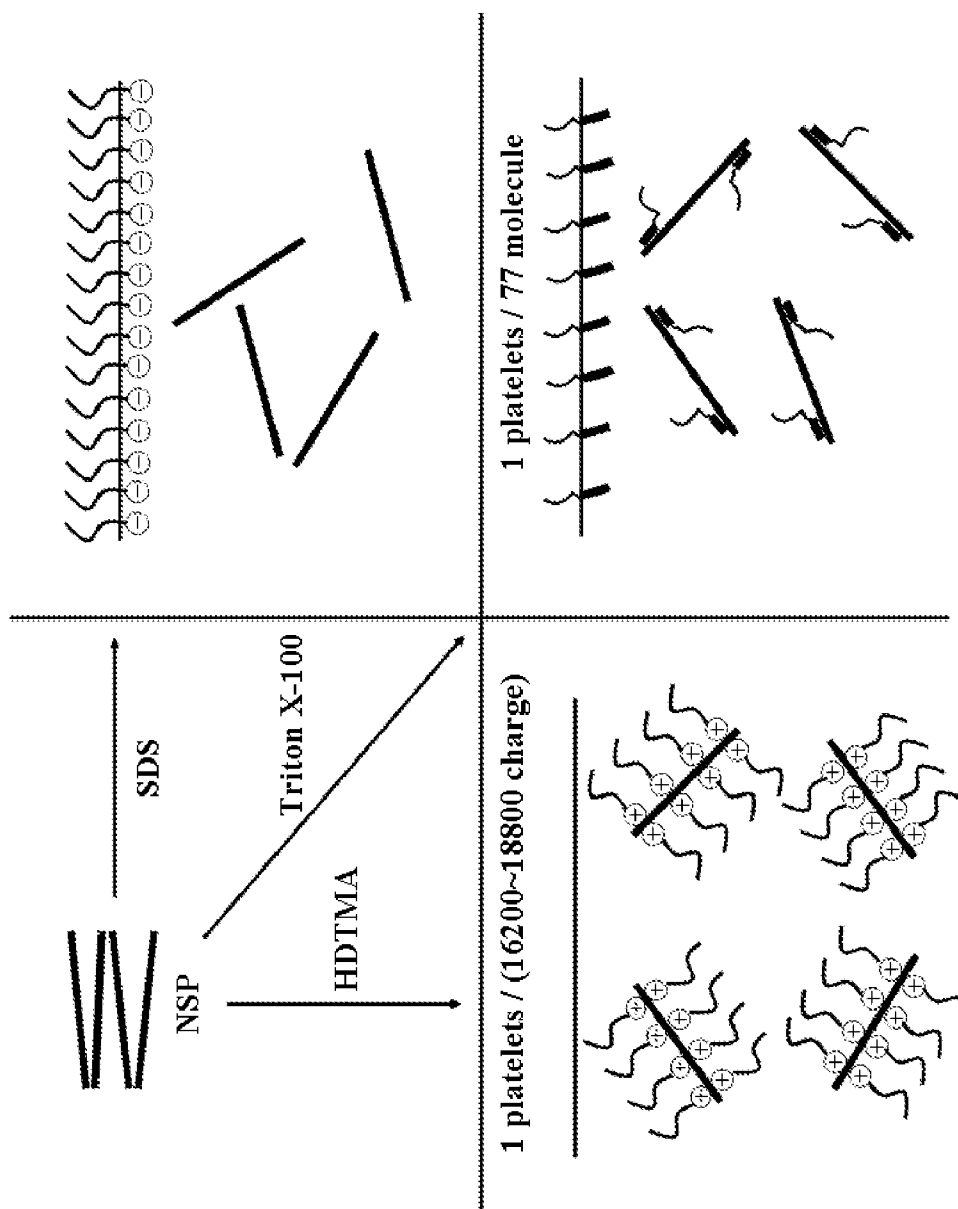 NSP
SDS
Triton X-100
HDTMA
1 platelets / (16200~18800 charge)
1 platelets / 77 molecule